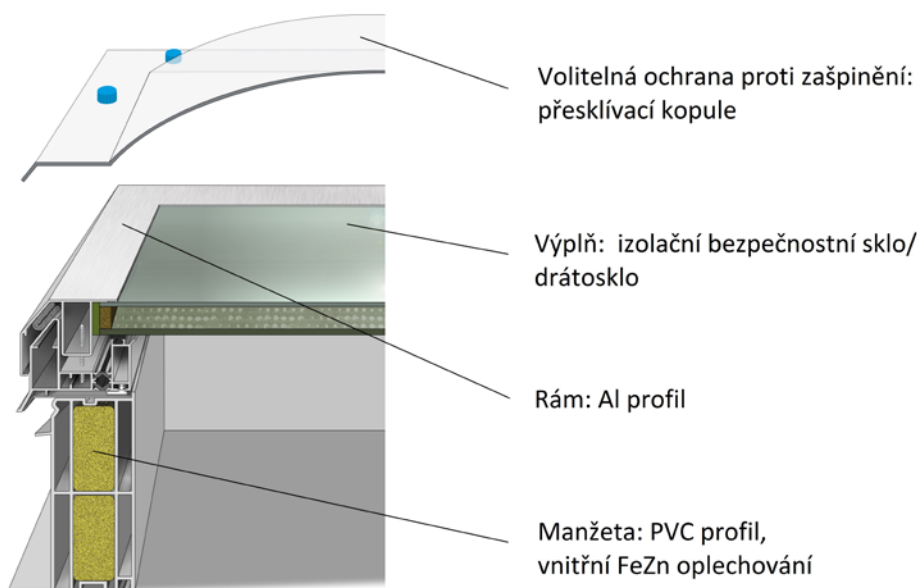 Volitelná ochrana proti zašpinění:
přesklívací kopule
Výplň: izolační bezpečnostní sklo/
drátosklo
Rám: Al profil
Manžeta: PVC profil,
vnitřní FeZn oplechování